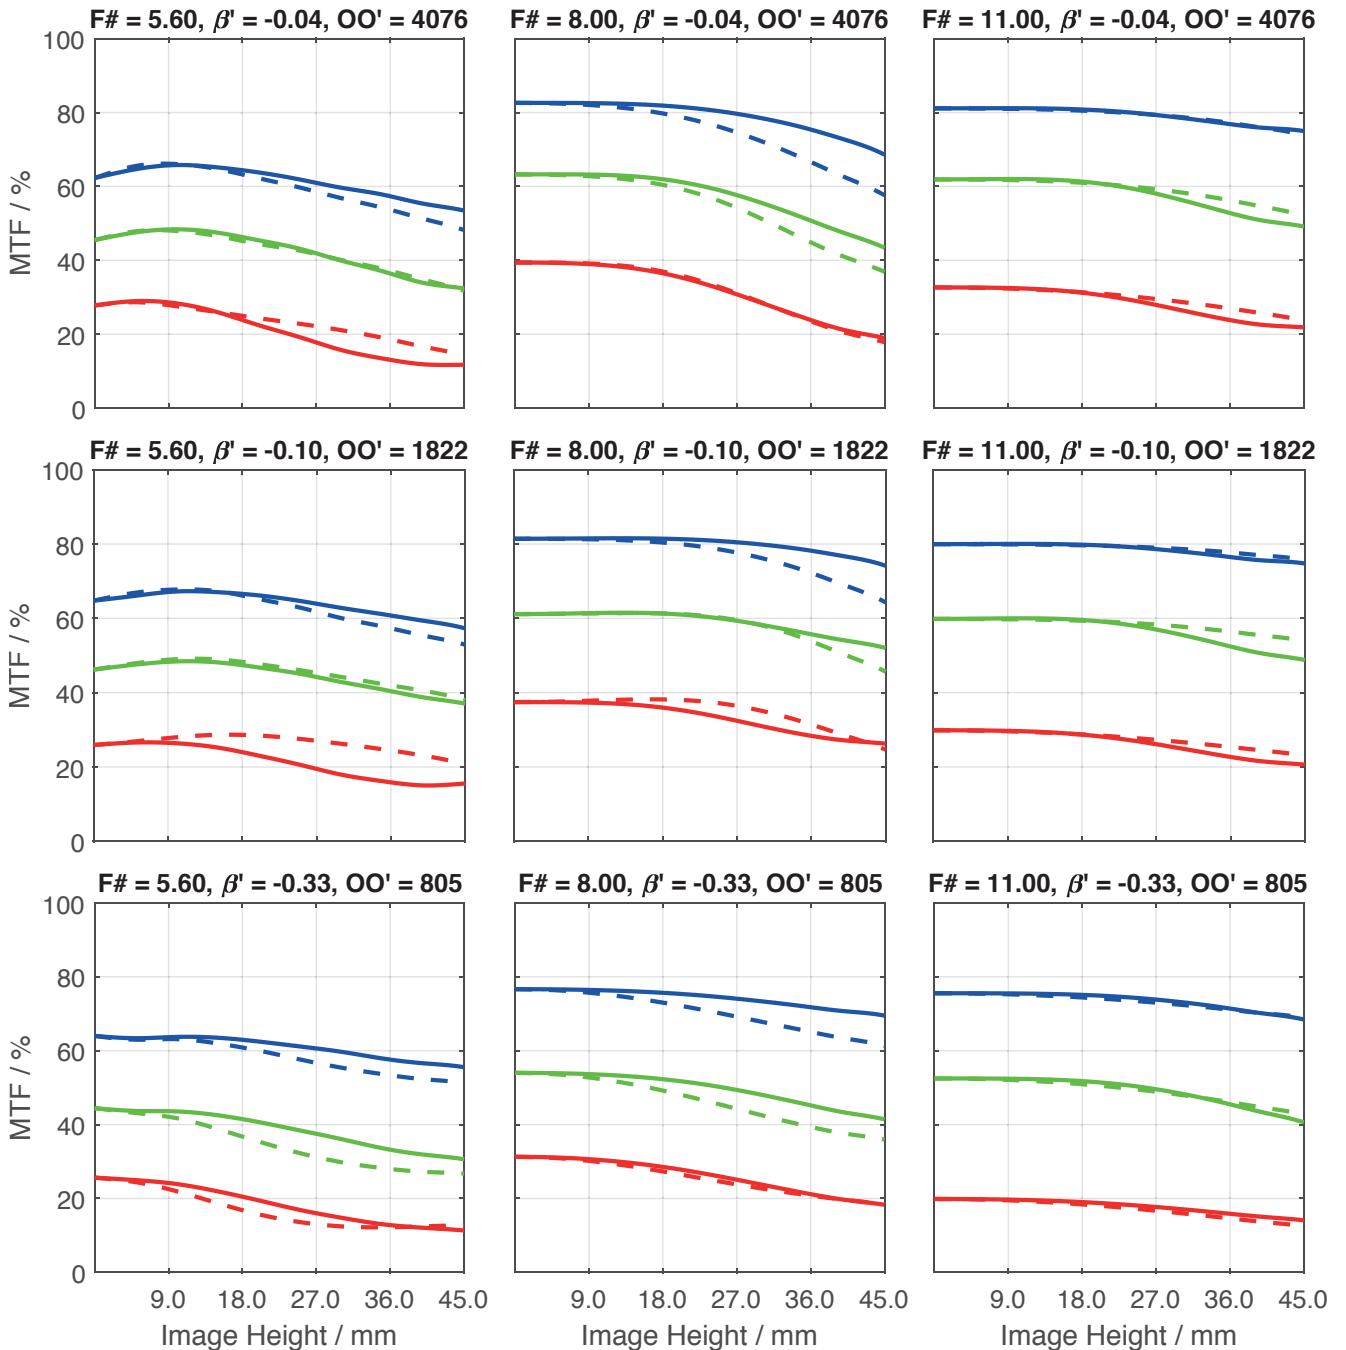 F# = 5.60, β' = -0.04, OO' = 4076
F# = 8.00, β' = -0.04, OO' = 4076
F# = 11.00, β' = -0.04, OO' = 4076
100
80
60
40
20
0
MTF / %
F# = 5.60, β' = -0.10, OO' = 1822
F# = 8.00, β' = -0.10, OO' = 1822
F# = 11.00, β' = -0.10, OO' = 1822
100
80
60
40
20
0
MTF / %
F# = 5.60, β' = -0.33, OO' = 805
F# = 8.00, β' = -0.33, OO' = 805
F# = 11.00, β' = -0.33, OO' = 805
100
80
60
40
20
0
MTF / %
9.0 18.0 27.0 36.0 45.0
9.0 18.0 27.0 36.0 45.0
9.0 18.0 27.0 36.0 45.0
Image Height / mm
Image Height / mm
Image Height / mm